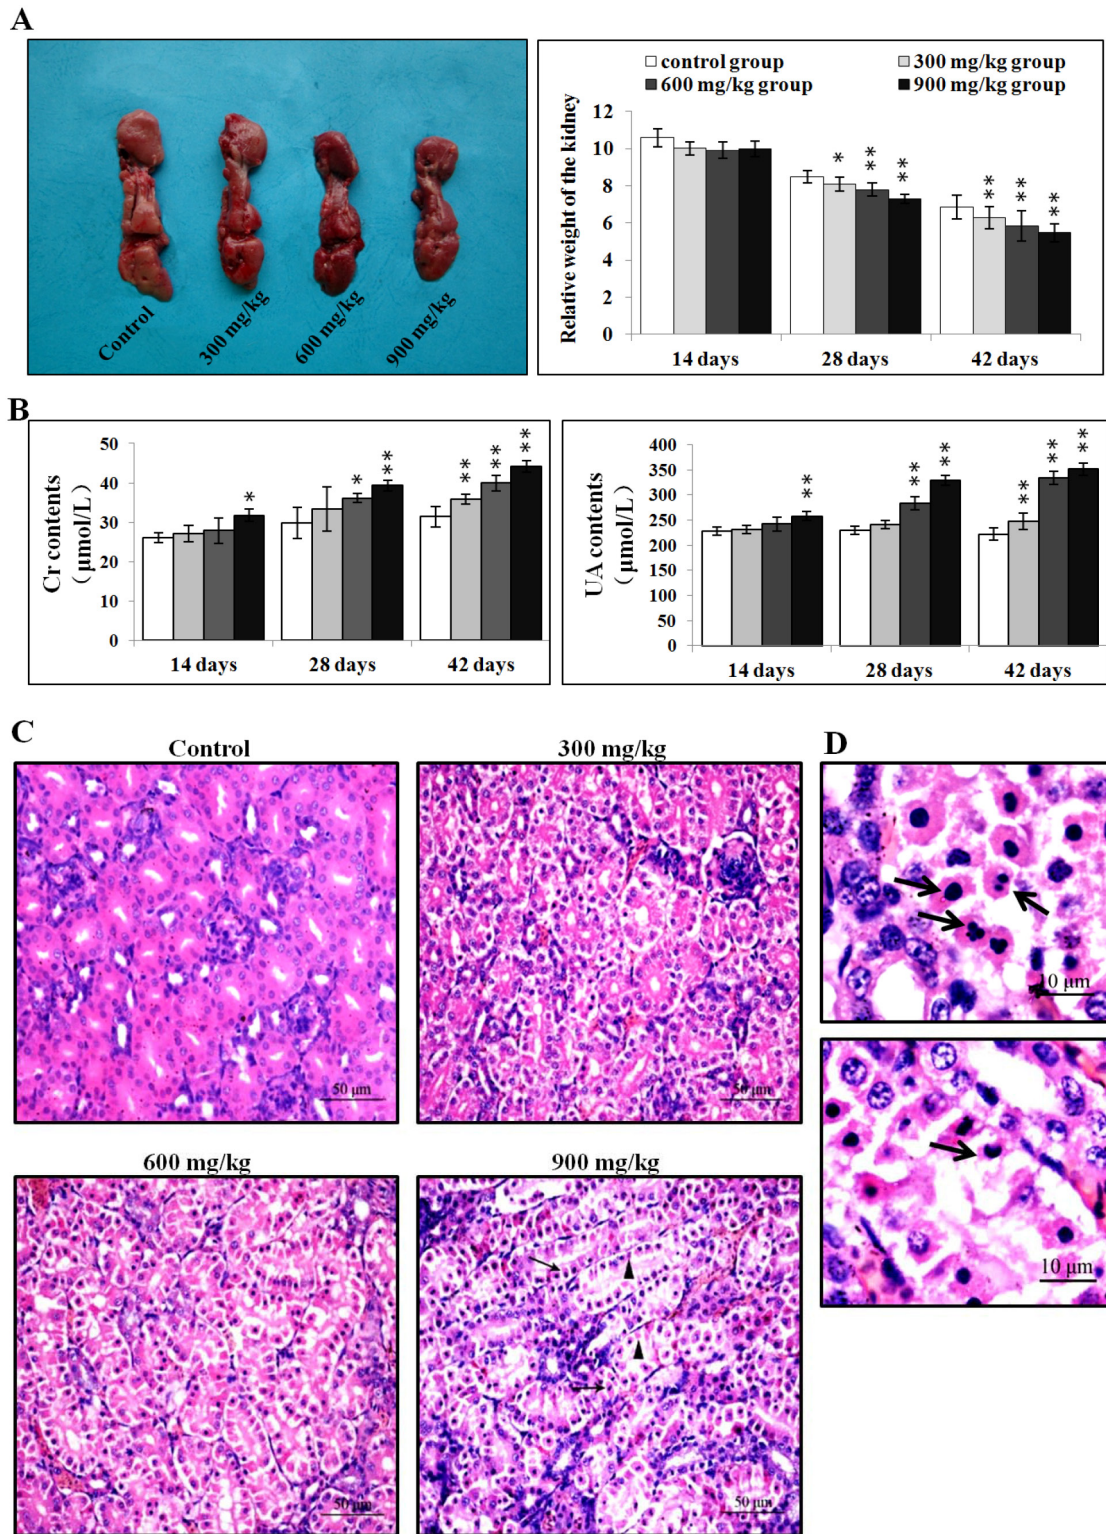 A
Control
300 mg/kg
600 mg/kg
900 mg/kg
control group
300 mg/kg group
600 mg/kg group
900 mg/kg group
Relative weight of the kidney
12
10
8
6
4
2
0
*
**
**
**
**
**
14 days
28 days
42 days
B
Cr contents
(μmol/L)
50
40
30
20
10
0
*
*
**
**
**
**
14 days
28 days
42 days
UA contents
(μmol/L)
400
350
300
250
200
150
100
50
0
**
**
**
**
**
**
14 days
28 days
42 days
C
Control
300 mg/kg
50 μm
50 μm
600 mg/kg
900 mg/kg
50 μm
50 μm
D
10 μm
10 μm